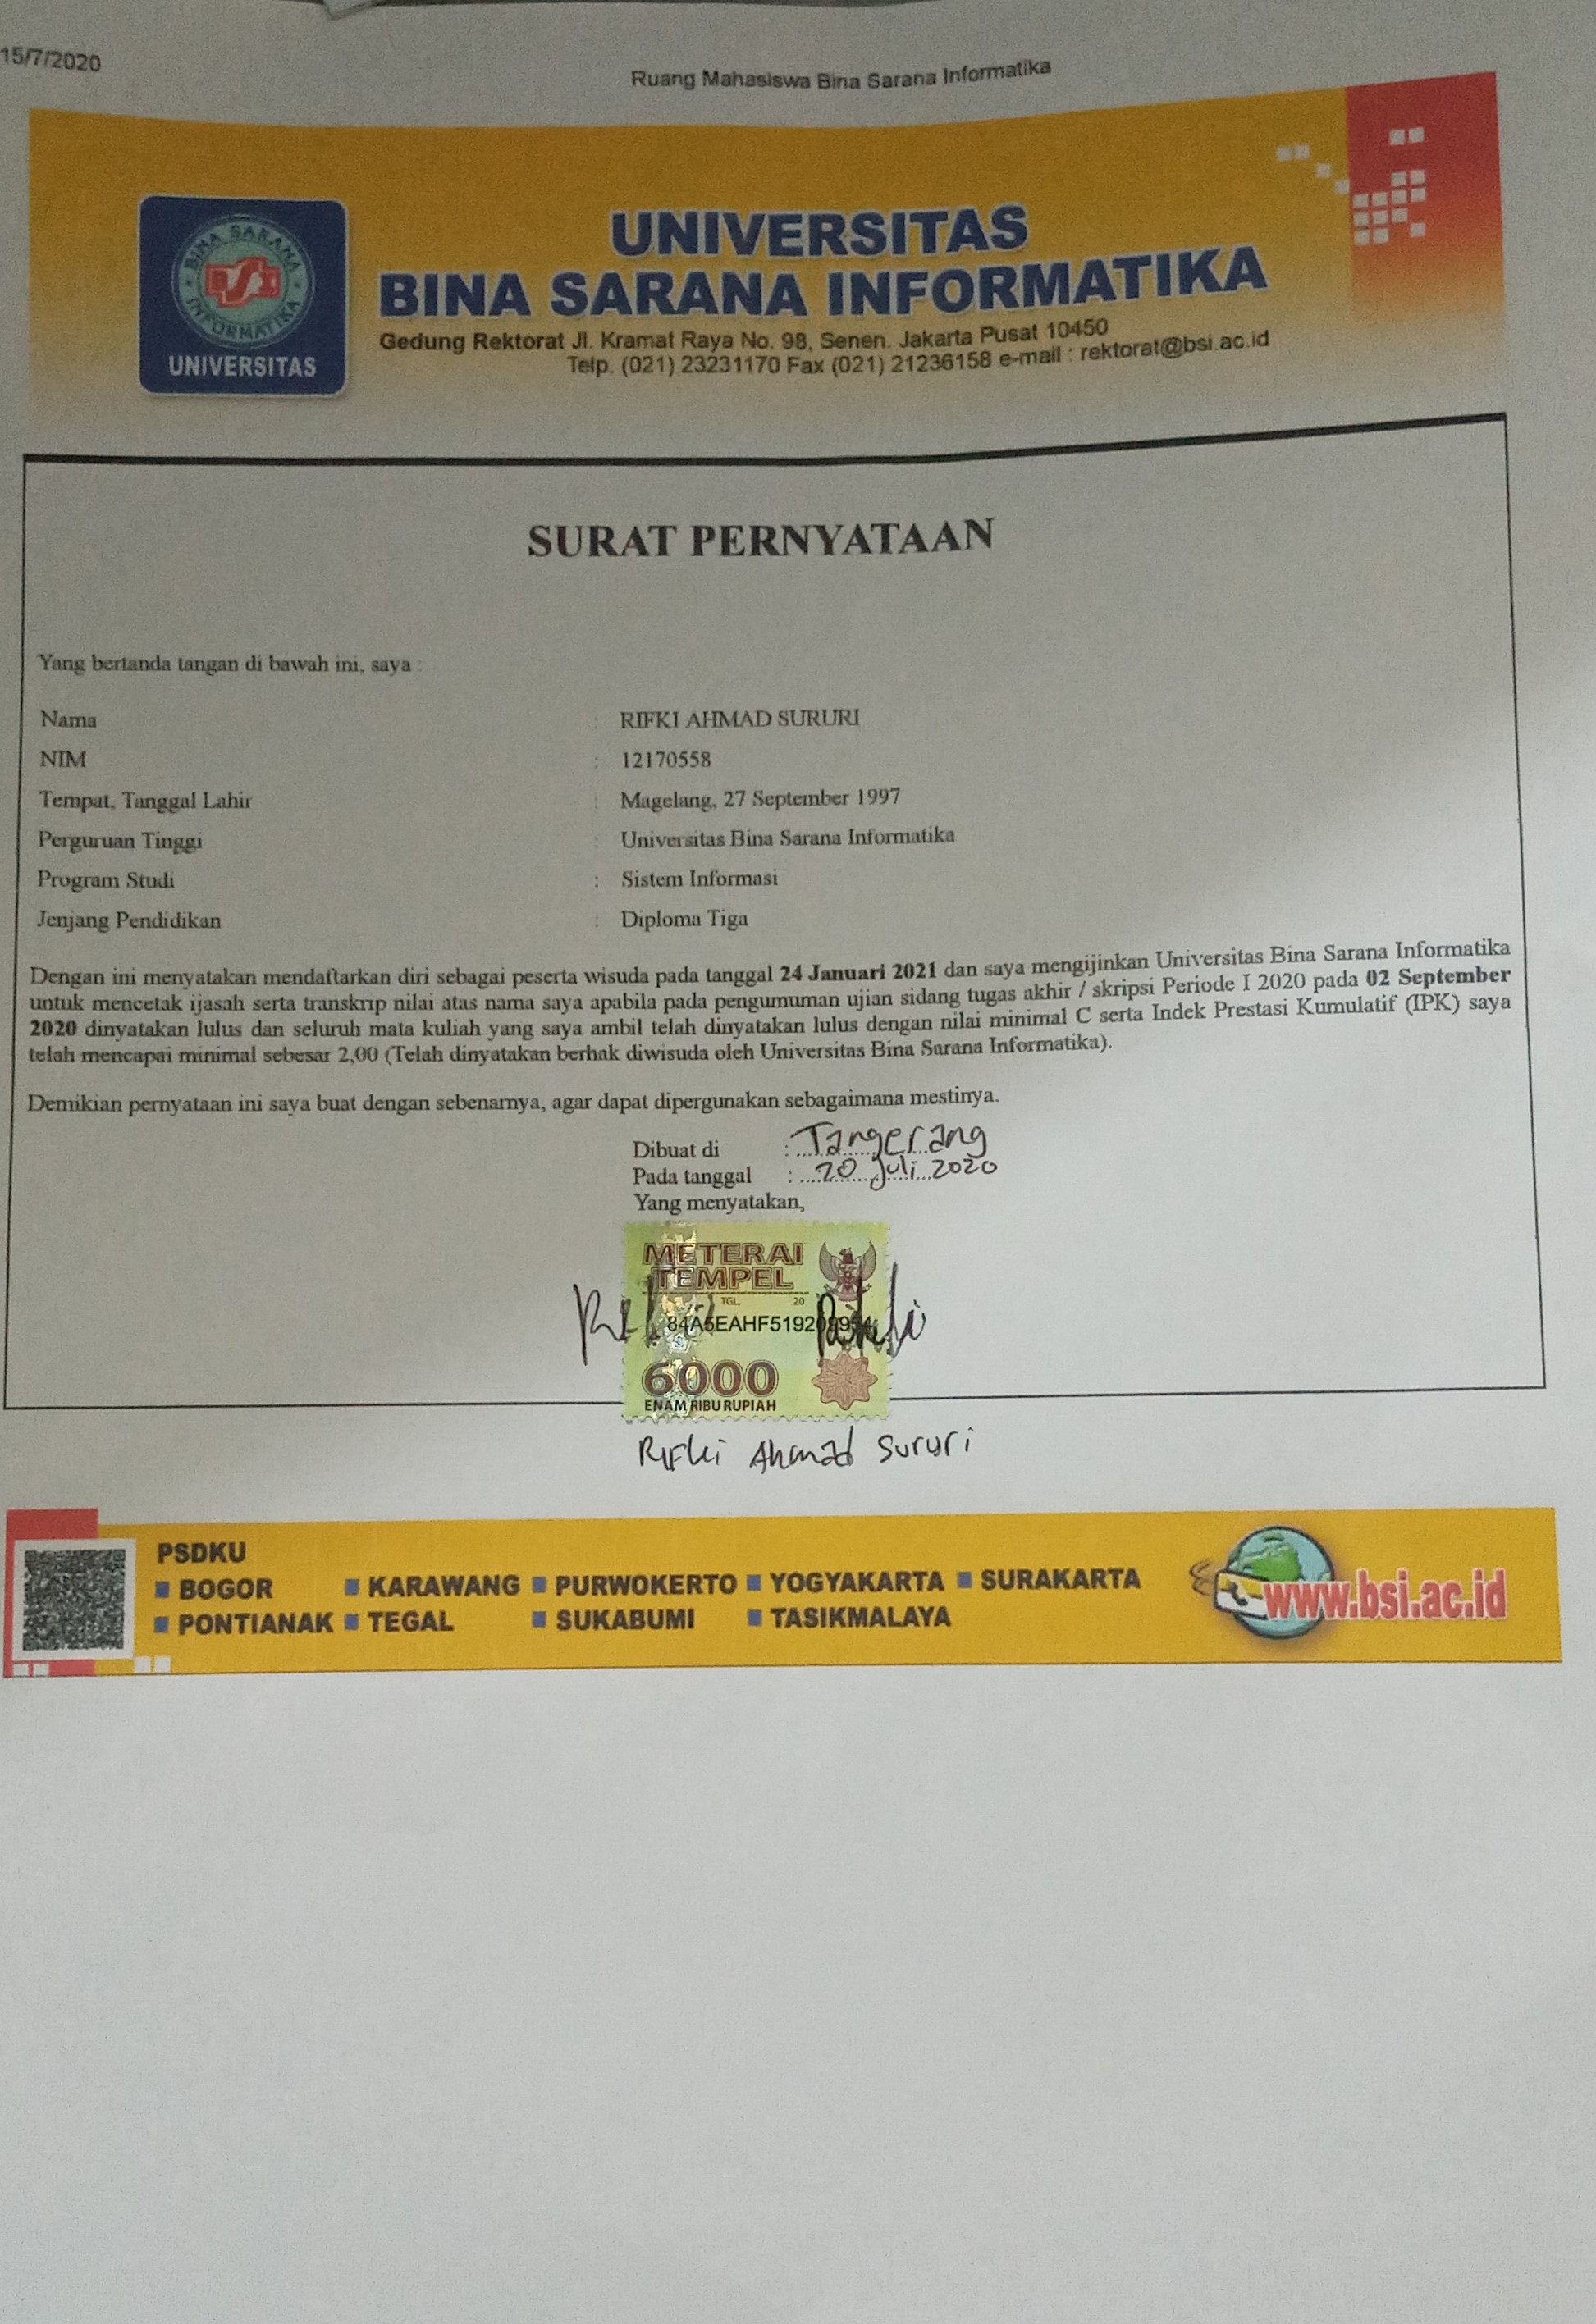 15/7/2020
Ruang Mahasiswa Bina Sarana Informatika
BINA SARANA INFORMATIKA
UNIVERSITAS
UNIVERSITAS
BINA SARANA INFORMATIKA
Gedung Rektorat Jl. Kramat Raya No. 98, Senen. Jakarta Pusat 10450
Telp. (021) 23231170 Fax (021) 21236158 e-mail : rektorat@bsi.ac.id
SURAT PERNYATAAN
Yang bertanda tangan di bawah ini, saya :
Nama : RIFKI AHMAD SURURI
NIM : 12170558
Tempat, Tanggal Lahir : Magelang, 27 September 1997
Perguruan Tinggi : Universitas Bina Sarana Informatika
Program Studi : Sistem Informasi
Jenjang Pendidikan : Diploma Tiga
Dengan ini menyatakan mendaftarkan diri sebagai peserta wisuda pada tanggal 24 Januari 2021 dan saya mengijinkan Universitas Bina Sarana Informatika
untuk mencetak ijasah serta transkrip nilai atas nama saya apabila pada pengumuman ujian sidang tugas akhir / skripsi Periode I 2020 pada 02 September
2020 dinyatakan lulus dan seluruh mata kuliah yang saya ambil telah dinyatakan lulus dengan nilai minimal C serta Indek Prestasi Kumulatif (IPK) saya
telah mencapai minimal sebesar 2,00 (Telah dinyatakan berhak diwisuda oleh Universitas Bina Sarana Informatika).
Demikian pernyataan ini saya buat dengan sebenarnya, agar dapat dipergunakan sebagaimana mestinya.
Dibuat di : Tangerang
Pada tanggal : 20 Juli 2020
Yang menyatakan,
METERAI
TEMPEL
TGL. 20
6000
ENAM RIBU RUPIAH
Rifki Ahmad Sururi
PSDKU
BOGOR KARAWANG PURWOKERTO YOGYAKARTA SURAKARTA
PONTIANAK TEGAL SUKABUMI TASIKMALAYA
www.bsi.ac.id